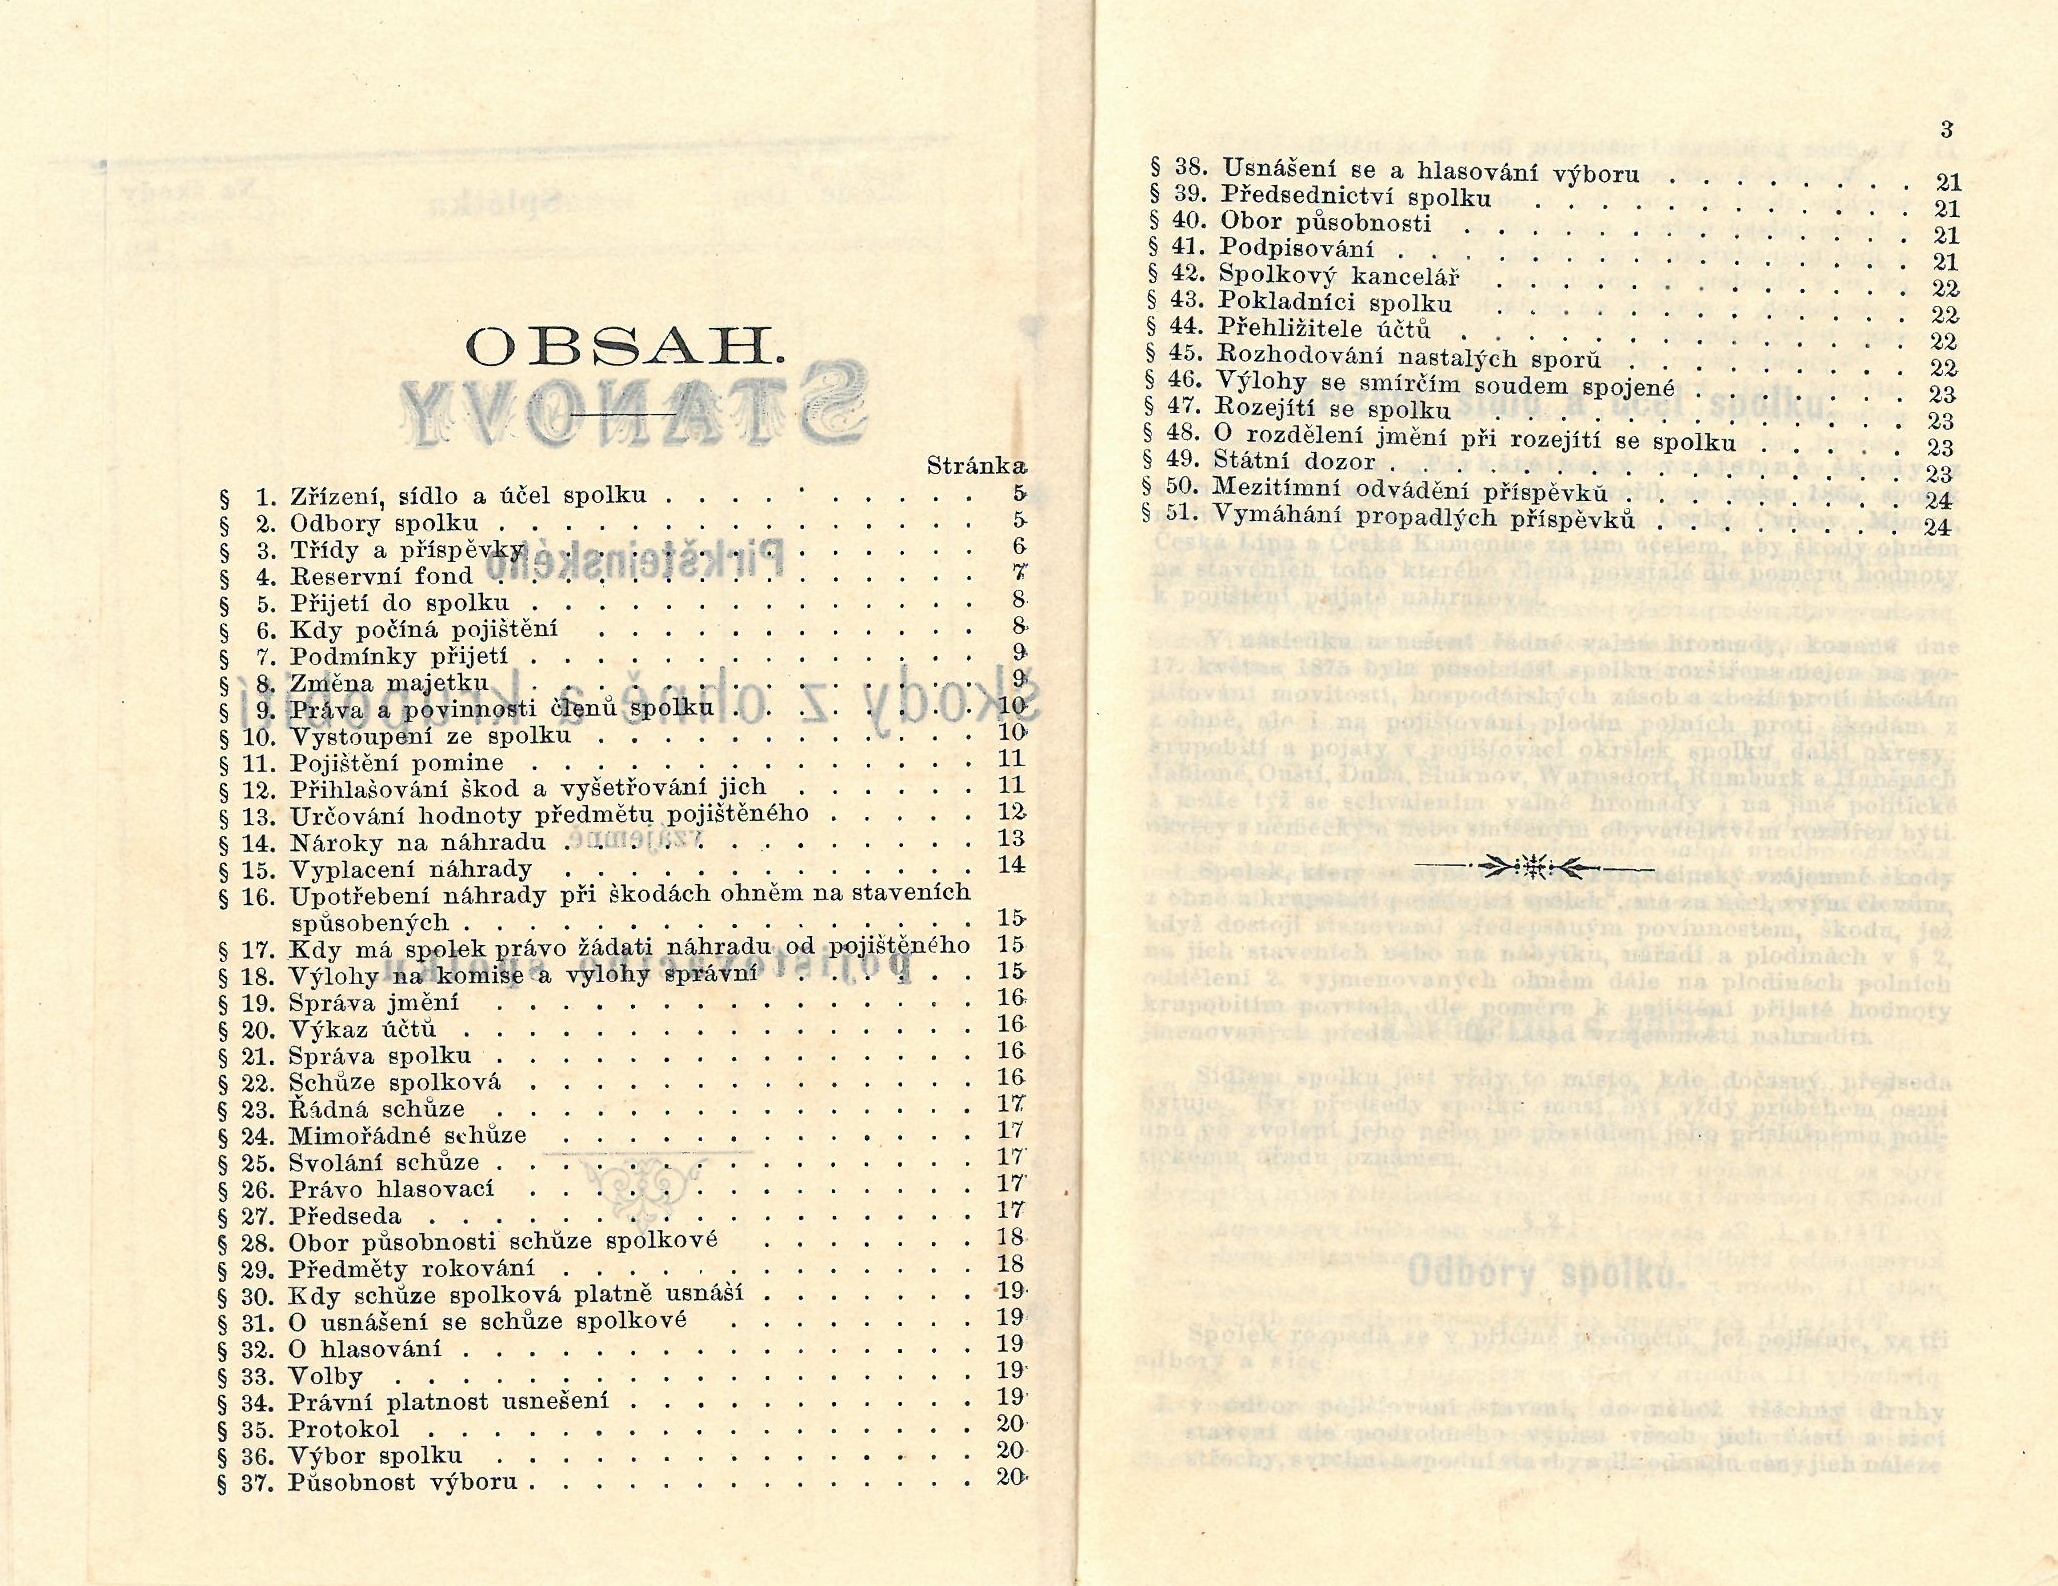 OBSAH.
Stránka
§ 1. Zřízení, sídlo a účel spolku . . . . . . . . . . 5
§ 2. Odbory spolku . . . . . . . . . . . . . . . 5
§ 3. Třídy a příspěvky . . . . . . . . . . . . . . 6
§ 4. Reservní fond . . . . . . . . . . . . . . . 7
§ 5. Přijetí do spolku . . . . . . . . . . . . . . 8
§ 6. Kdy počíná pojištění . . . . . . . . . . . . 8
§ 7. Podmínky přijetí . . . . . . . . . . . . . . 9
§ 8. Změna majetku . . . . . . . . . . . . . . 9
§ 9. Práva a povinnosti členů spolku . . . . . . . . 10
§ 10. Vystoupení ze spolku . . . . . . . . . . . . 10
§ 11. Pojištění pomine . . . . . . . . . . . . . . 11
§ 12. Přihlašování škod a vyšetřování jich . . . . . . 11
§ 13. Určování hodnoty předmětu pojištěného . . . . . 12
§ 14. Nároky na náhradu . . . . . . . . . . . . . 13
§ 15. Vyplacení náhrady . . . . . . . . . . . . . 14
§ 16. Upotřebení náhrady při škodách ohněm na staveních
spůsobených . . . . . . . . . . . . . . . . 15
§ 17. Kdy má spolek právo žádati náhradu od pojištěného 15
§ 18. Výlohy na komise a výlohy správní . . . . . . 15
§ 19. Správa jmění . . . . . . . . . . . . . . . 16
§ 20. Výkaz účtů . . . . . . . . . . . . . . . . 16
§ 21. Správa spolku . . . . . . . . . . . . . . . 16
§ 22. Schůze spolková . . . . . . . . . . . . . . 16
§ 23. Řádná schůze . . . . . . . . . . . . . . . 17
§ 24. Mimořádné schůze . . . . . . . . . . . . . 17
§ 25. Svolání schůze . . . . . . . . . . . . . . . 17
§ 26. Právo hlasovací . . . . . . . . . . . . . . 17
§ 27. Předseda . . . . . . . . . . . . . . . . . 17
§ 28. Obor působnosti schůze spolkové . . . . . . . 18
§ 29. Předměty rokování . . . . . . . . . . . . . 18
§ 30. Kdy schůze spolková platně usnáší . . . . . . . 19
§ 31. O usnášení se schůze spolkové . . . . . . . . 19
§ 32. O hlasování . . . . . . . . . . . . . . . . 19
§ 33. Volby . . . . . . . . . . . . . . . . . . 19
§ 34. Právní platnost usnešení . . . . . . . . . . . 19
§ 35. Protokol . . . . . . . . . . . . . . . . . 20
§ 36. Výbor spolku . . . . . . . . . . . . . . . 20
§ 37. Působnost výboru . . . . . . . . . . . . . . 20
3
§ 38. Usnášení se a hlasování výboru . . . . . . . . 21
§ 39. Předsednictví spolku . . . . . . . . . . . . 21
§ 40. Obor působnosti . . . . . . . . . . . . . . 21
§ 41. Podpisování . . . . . . . . . . . . . . . . 21
§ 42. Spolkový kancelář . . . . . . . . . . . . . 22
§ 43. Pokladníci spolku . . . . . . . . . . . . . 22
§ 44. Přehližitele účtů . . . . . . . . . . . . . . 22
§ 45. Rozhodování nastalých sporů . . . . . . . . . 22
§ 46. Výlohy se smírčím soudem spojené . . . . . . . 23
§ 47. Rozejítí se spolku . . . . . . . . . . . . . 23
§ 48. O rozdělení jmění při rozejítí se spolku . . . . . 23
§ 49. Státní dozor . . . . . . . . . . . . . . . . 23
§ 50. Mezitímní odvádění příspěvků . . . . . . . . . 24
§ 51. Vymáhání propadlých příspěvků . . . . . . . . 24